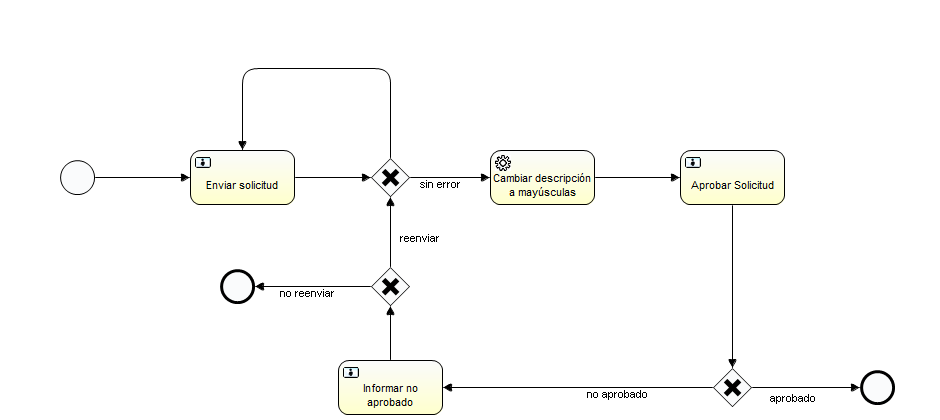 Enviar solicitud
sin error
Cambiar descripción
a mayúsculas
Aprobar Solicitud
reenviar
no reenviar
Informar no
aprobado
no aprobado
aprobado